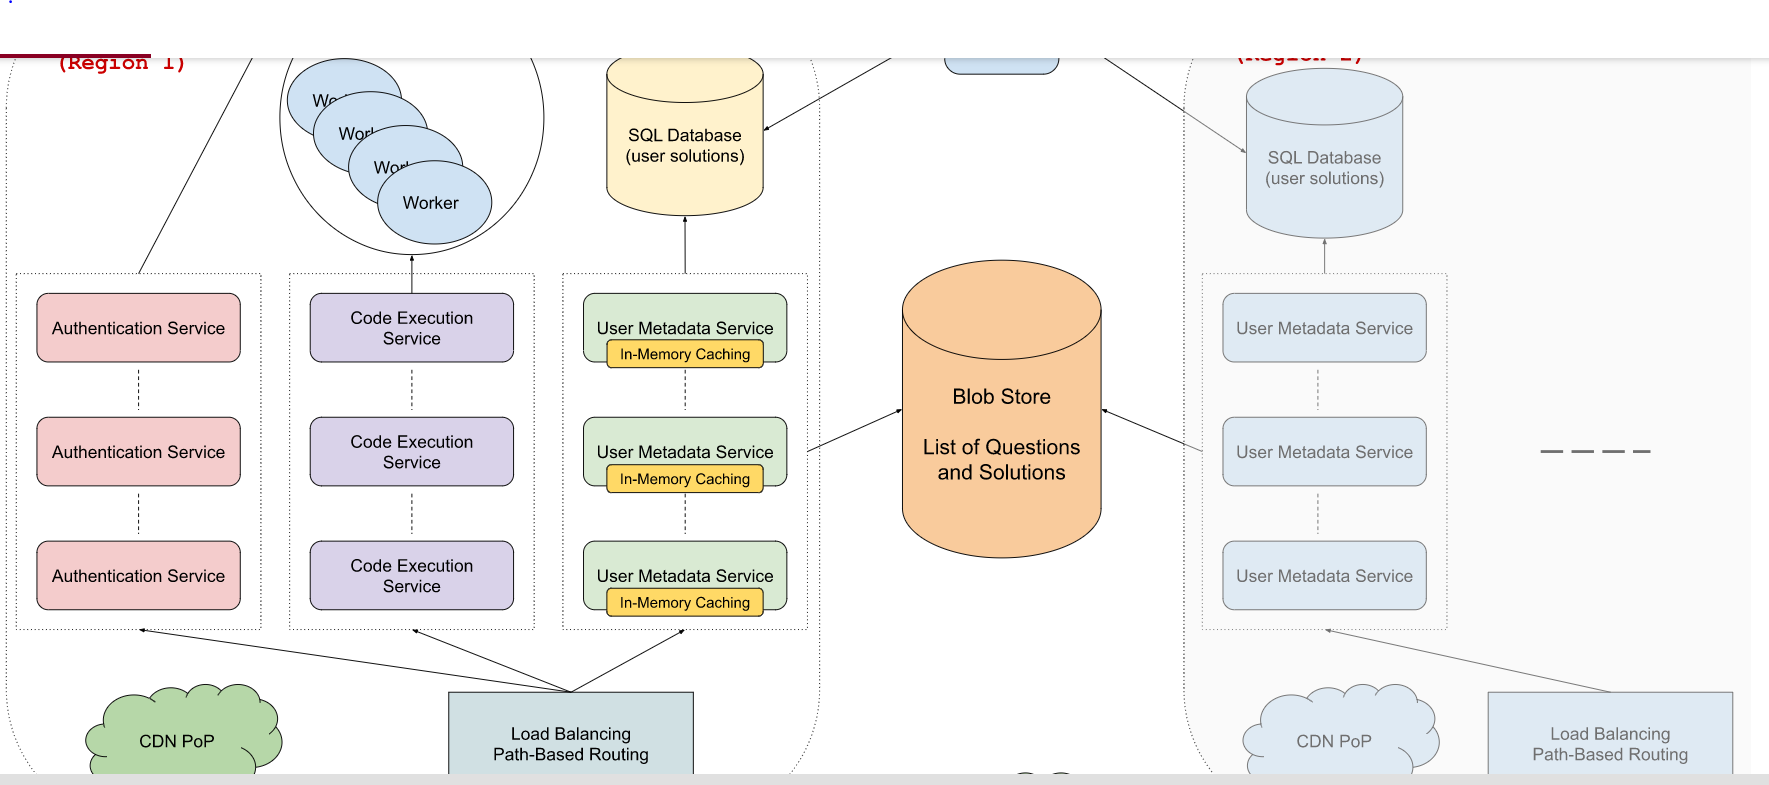 (Region 1)
SQL Database
(user solutions)
Worker
SQL Database
(user solutions)
Authentication Service
Code Execution
Service
User Metadata Service
In-Memory Caching
User Metadata Service
Blob Store
List of Questions
and Solutions
Authentication Service
Code Execution
Service
User Metadata Service
In-Memory Caching
User Metadata Service
Authentication Service
Code Execution
Service
User Metadata Service
In-Memory Caching
User Metadata Service
CDN PoP
Load Balancing
Path-Based Routing
CDN PoP
Load Balancing
Path-Based Routing